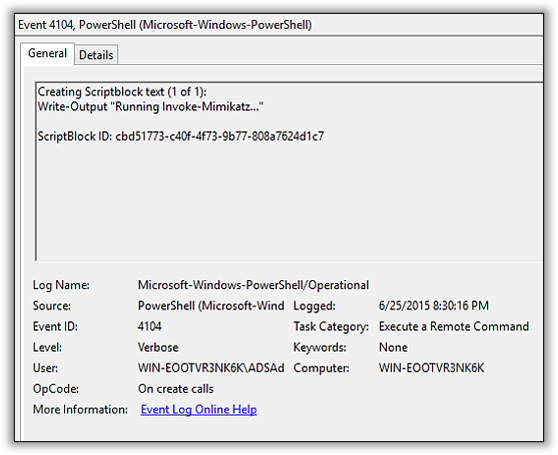 Event 4104, PowerShell (Microsoft-Windows-PowerShell)
General Details
Creating Scriptblock text (1 of 1):
Write-Output "Running Invoke-Mimikatz..."
ScriptBlock ID: cbd51773-c40f-4f73-9b77-808a7624d1c7
Log Name: Microsoft-Windows-PowerShell/Operational
Source: PowerShell (Microsoft-Wind Logged: 6/25/2015 8:30:16 PM
Event ID: 4104 Task Category: Execute a Remote Command
Level: Verbose Keywords: None
User: WIN-EOOTVR3NK6K\ADSAd Computer: WIN-EOOTVR3NK6K
OpCode: On create calls
More Information: Event Log Online Help